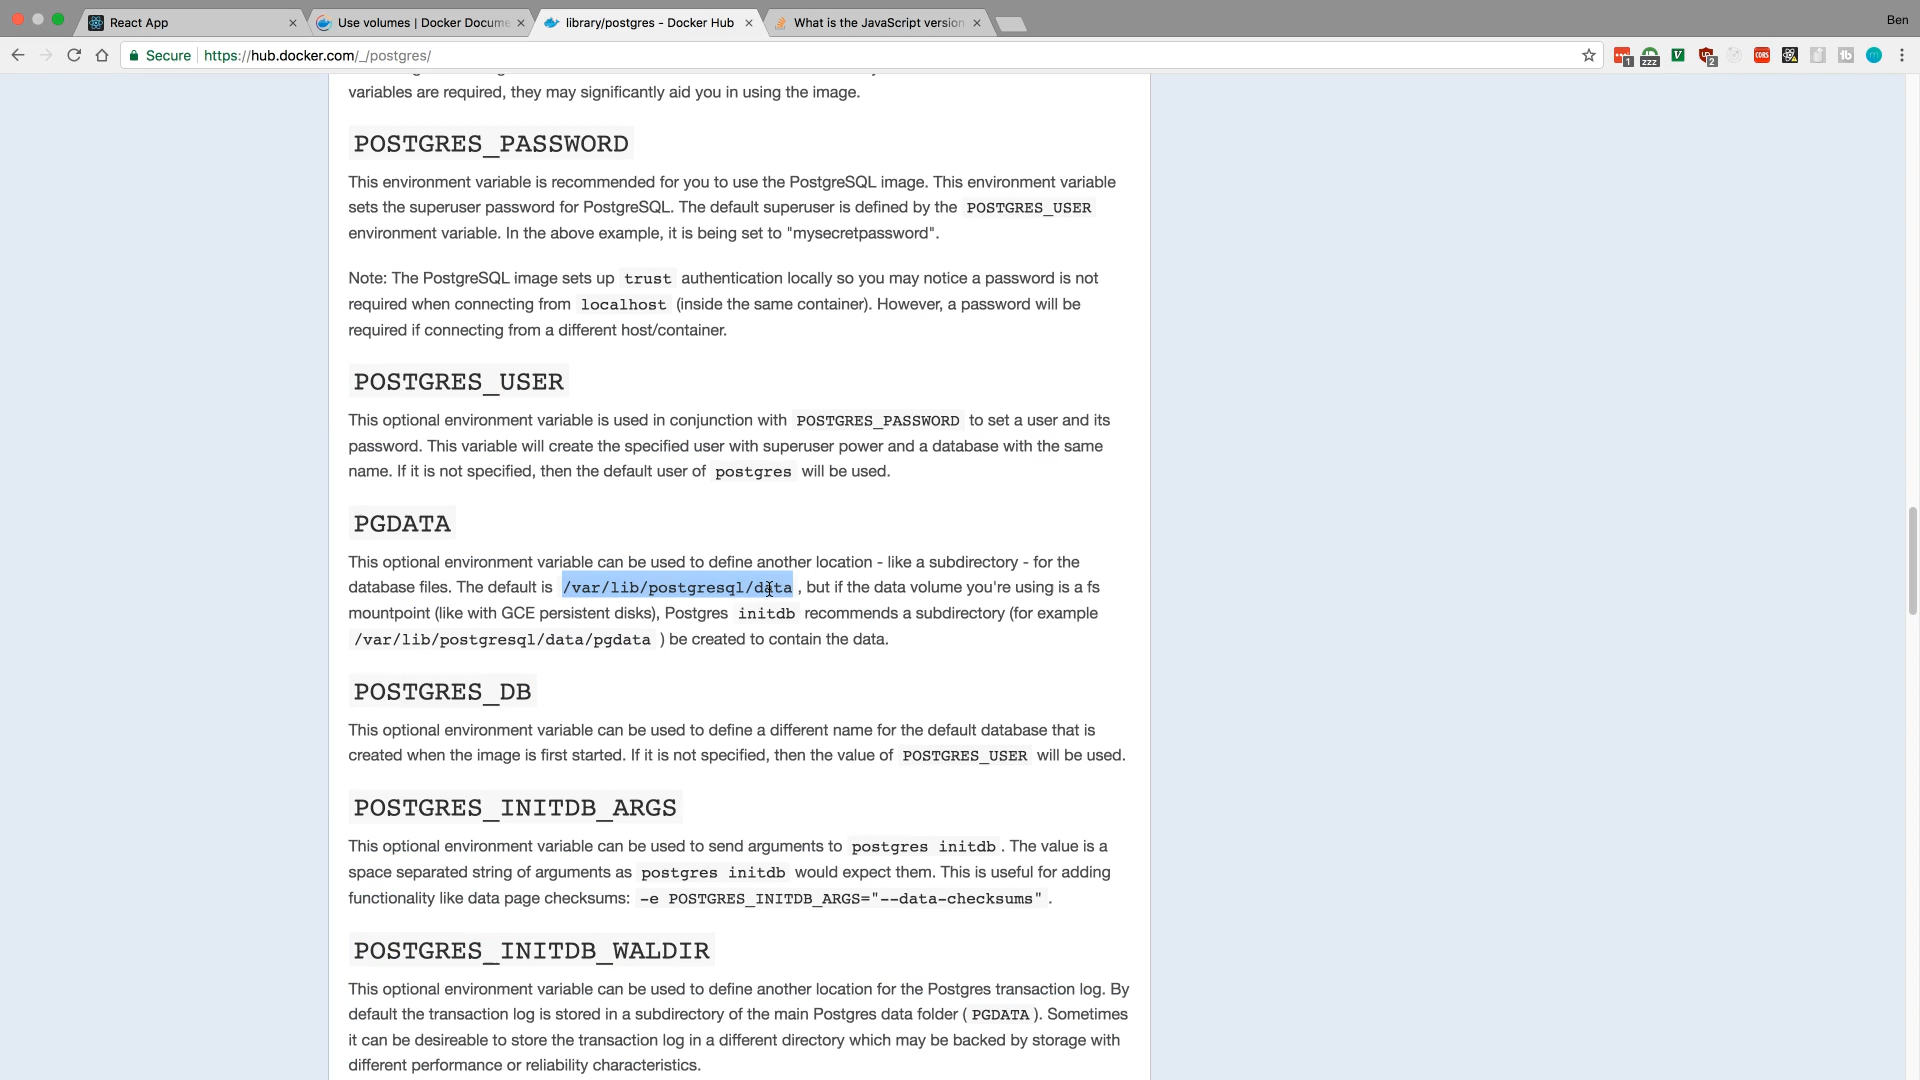 React App
Use volumes | Docker Docume
library/postgres - Docker Hub
What is the JavaScript version
Ben
Secure
https://hub.docker.com/_/postgres/
1
zzz
V
2
CORS
tb
variables are required, they may significantly aid you in using the image.
POSTGRES_PASSWORD
This environment variable is recommended for you to use the PostgreSQL image. This environment variable
sets the superuser password for PostgreSQL. The default superuser is defined by the POSTGRES_USER
environment variable. In the above example, it is being set to "mysecretpassword".
Note: The PostgreSQL image sets up trust authentication locally so you may notice a password is not
required when connecting from localhost (inside the same container). However, a password will be
required if connecting from a different host/container.
POSTGRES_USER
This optional environment variable is used in conjunction with POSTGRES_PASSWORD to set a user and its
password. This variable will create the specified user with superuser power and a database with the same
name. If it is not specified, then the default user of postgres will be used.
PGDATA
This optional environment variable can be used to define another location - like a subdirectory - for the
database files. The default is /var/lib/postgresql/data , but if the data volume you're using is a fs
mountpoint (like with GCE persistent disks), Postgres initdb recommends a subdirectory (for example
/var/lib/postgresql/data/pgdata ) be created to contain the data.
POSTGRES_DB
This optional environment variable can be used to define a different name for the default database that is
created when the image is first started. If it is not specified, then the value of POSTGRES_USER will be used.
POSTGRES_INITDB_ARGS
This optional environment variable can be used to send arguments to postgres initdb . The value is a
space separated string of arguments as postgres initdb would expect them. This is useful for adding
functionality like data page checksums: -e POSTGRES_INITDB_ARGS="--data-checksums" .
POSTGRES_INITDB_WALDIR
This optional environment variable can be used to define another location for the Postgres transaction log. By
default the transaction log is stored in a subdirectory of the main Postgres data folder ( PGDATA ). Sometimes
it can be desireable to store the transaction log in a different directory which may be backed by storage with
different performance or reliability characteristics.